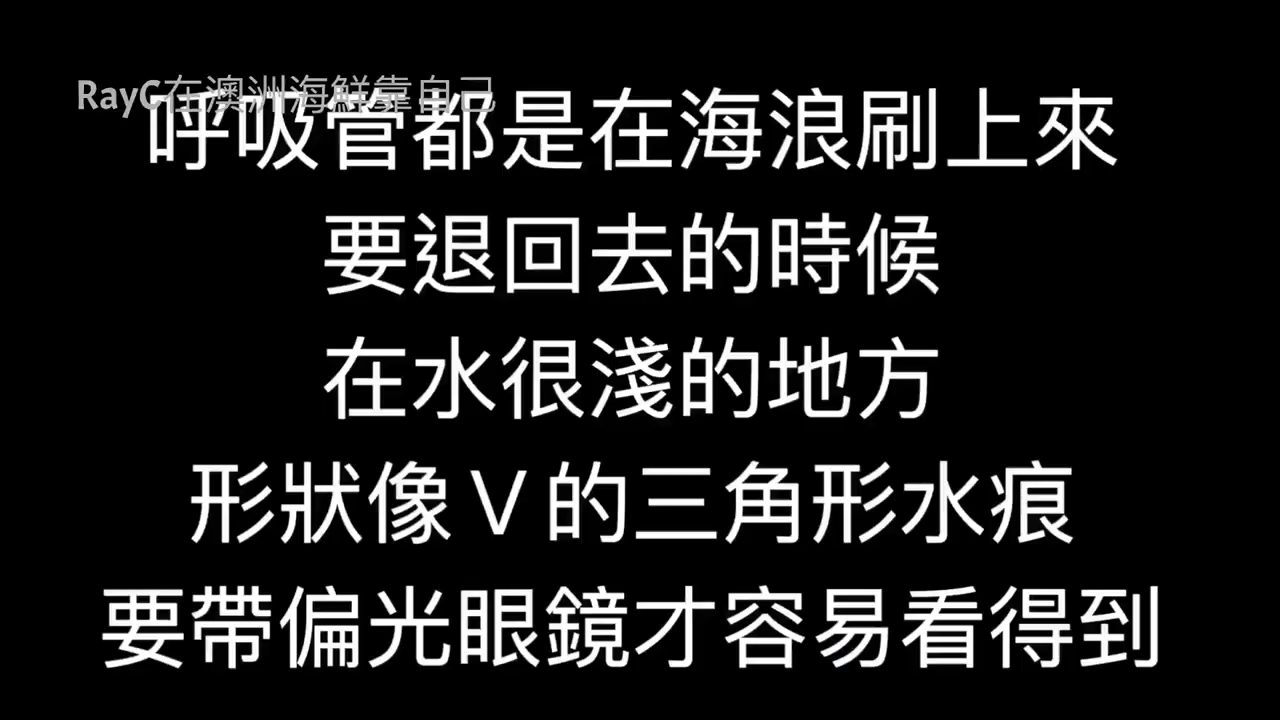 RayC在澳洲海鮮靠自己
呼吸管都是在海浪刷上來
要退回去的時候
在水很淺的地方
形狀像V的三角形水痕
要帶偏光眼鏡才容易看得到